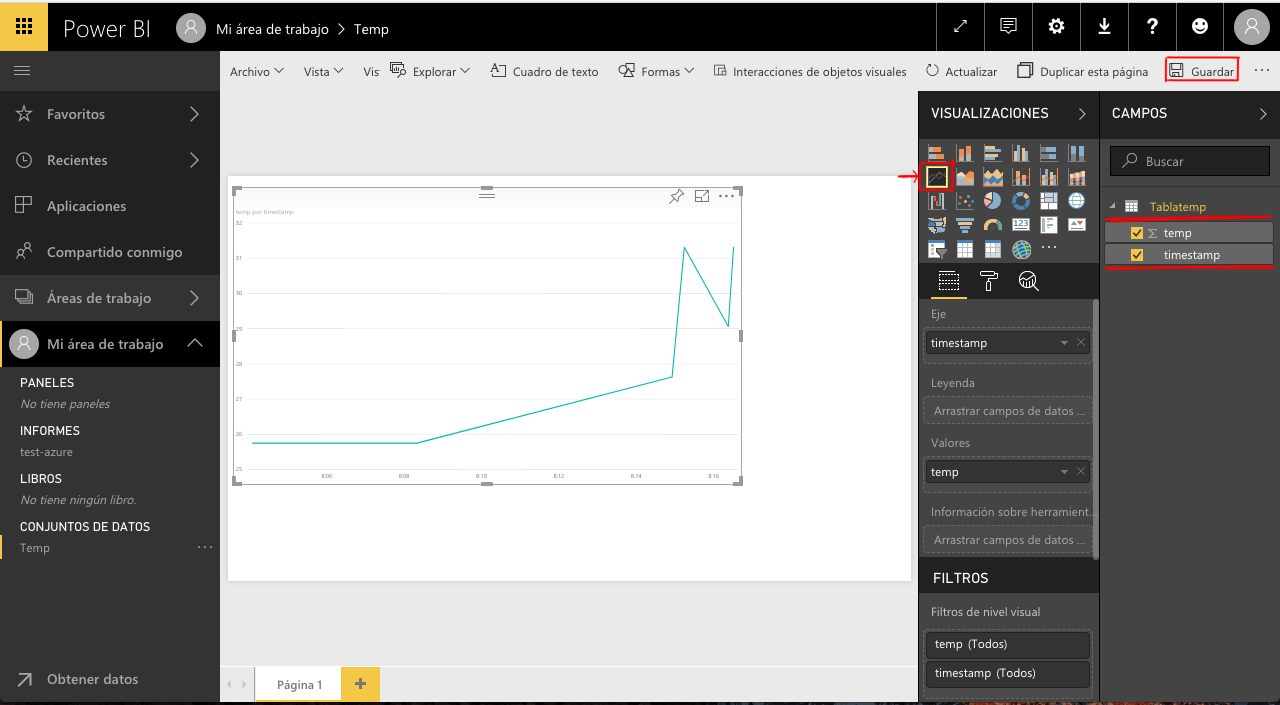 Power BI
Mi área de trabajo > Temp
Archivo
Vista
Vis
Explorar
Cuadro de texto
Formas
Interacciones de objetos visuales
Actualizar
Duplicar esta página
Guardar
Favoritos
Recientes
Aplicaciones
Compartido conmigo
Áreas de trabajo
Mi área de trabajo
PANELES
No tiene paneles
INFORMES
test-azure
LIBROS
No tiene ningún libro.
CONJUNTOS DE DATOS
Temp
Obtener datos
temp por timestamp
32
31
30
29
28
27
26
25
8:06 8:08 8:10 8:12 8:14 8:16
Página 1
VISUALIZACIONES
123
Eje
timestamp
Leyenda
Arrastrar campos de datos ...
Valores
temp
Información sobre herramient...
Arrastrar campos de datos ...
FILTROS
Filtros de nivel visual
temp (Todos)
timestamp (Todos)
CAMPOS
Buscar
Tablatemp
Σ temp
timestamp